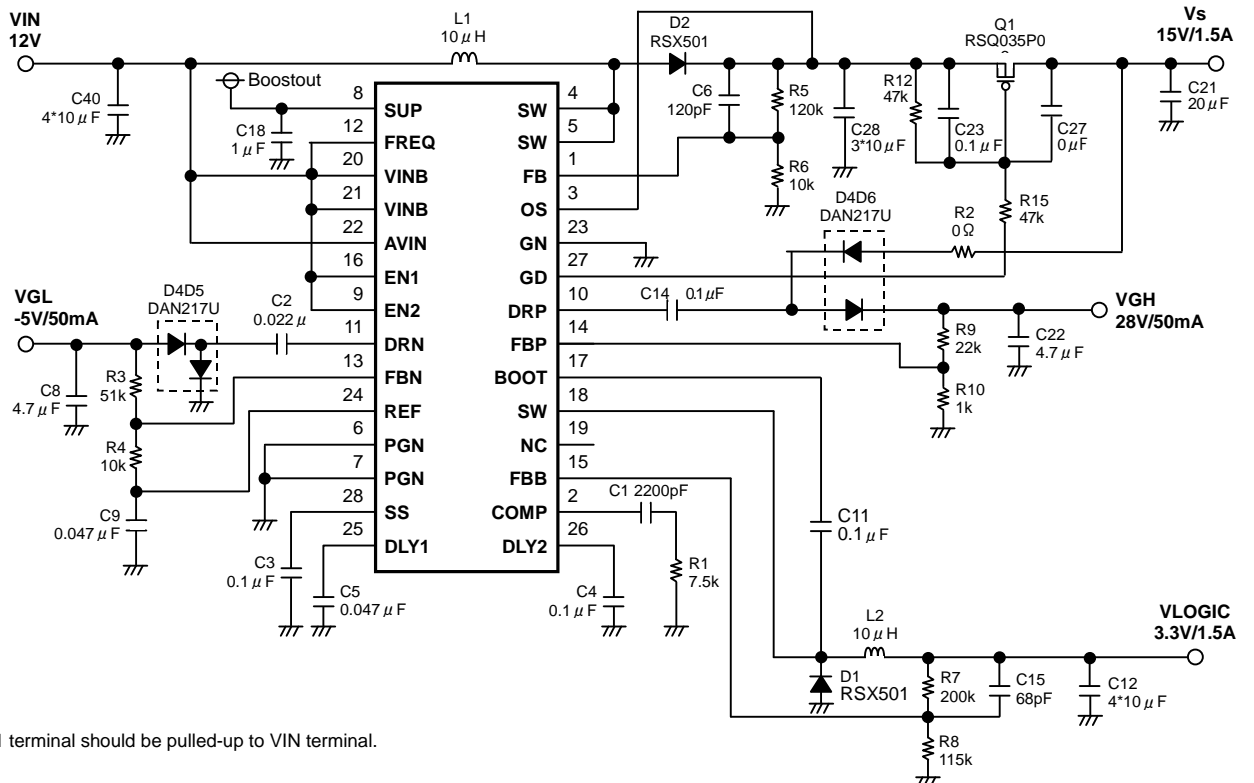 VIN
12V
L1
10μH
D2
RSX501
Q1
RSQ035P0
Vs
15V/1.5A
C40
4*10μF
Boostout
C18
1μF
C6
120pF
R5
120k
R6
10k
C28
3*10μF
R12
47k
C23
0.1μF
C27
0μF
C21
20μF
8 SUP
12 FREQ
20 VINB
21 VINB
22 AVIN
16 EN1
9 EN2
11 DRN
13 FBN
24 REF
6 PGN
7 PGN
28 SS
25 DLY1
SW 4
SW 5
FB 1
OS 3
GN 23
GD 27
DRP 10
FBP 14
BOOT 17
SW 18
NC 19
FBB 15
COMP 2
DLY2 26
R15
47k
D4D6
DAN217U
R2
0Ω
C14 0.1μF
VGH
28V/50mA
R9
22k
C22
4.7μF
R10
1k
VGL
-5V/50mA
D4D5
DAN217U
C2
0.022μ
C8
4.7μF
R3
51k
R4
10k
C9
0.047μF
C3
0.1μF
C5
0.047μF
C4
0.1μF
C1 2200pF
R1
7.5k
C11
0.1μF
L2
10μH
VLOGIC
3.3V/1.5A
D1
RSX501
R7
200k
C15
68pF
C12
4*10μF
R8
115k
terminal should be pulled-up to VIN terminal.